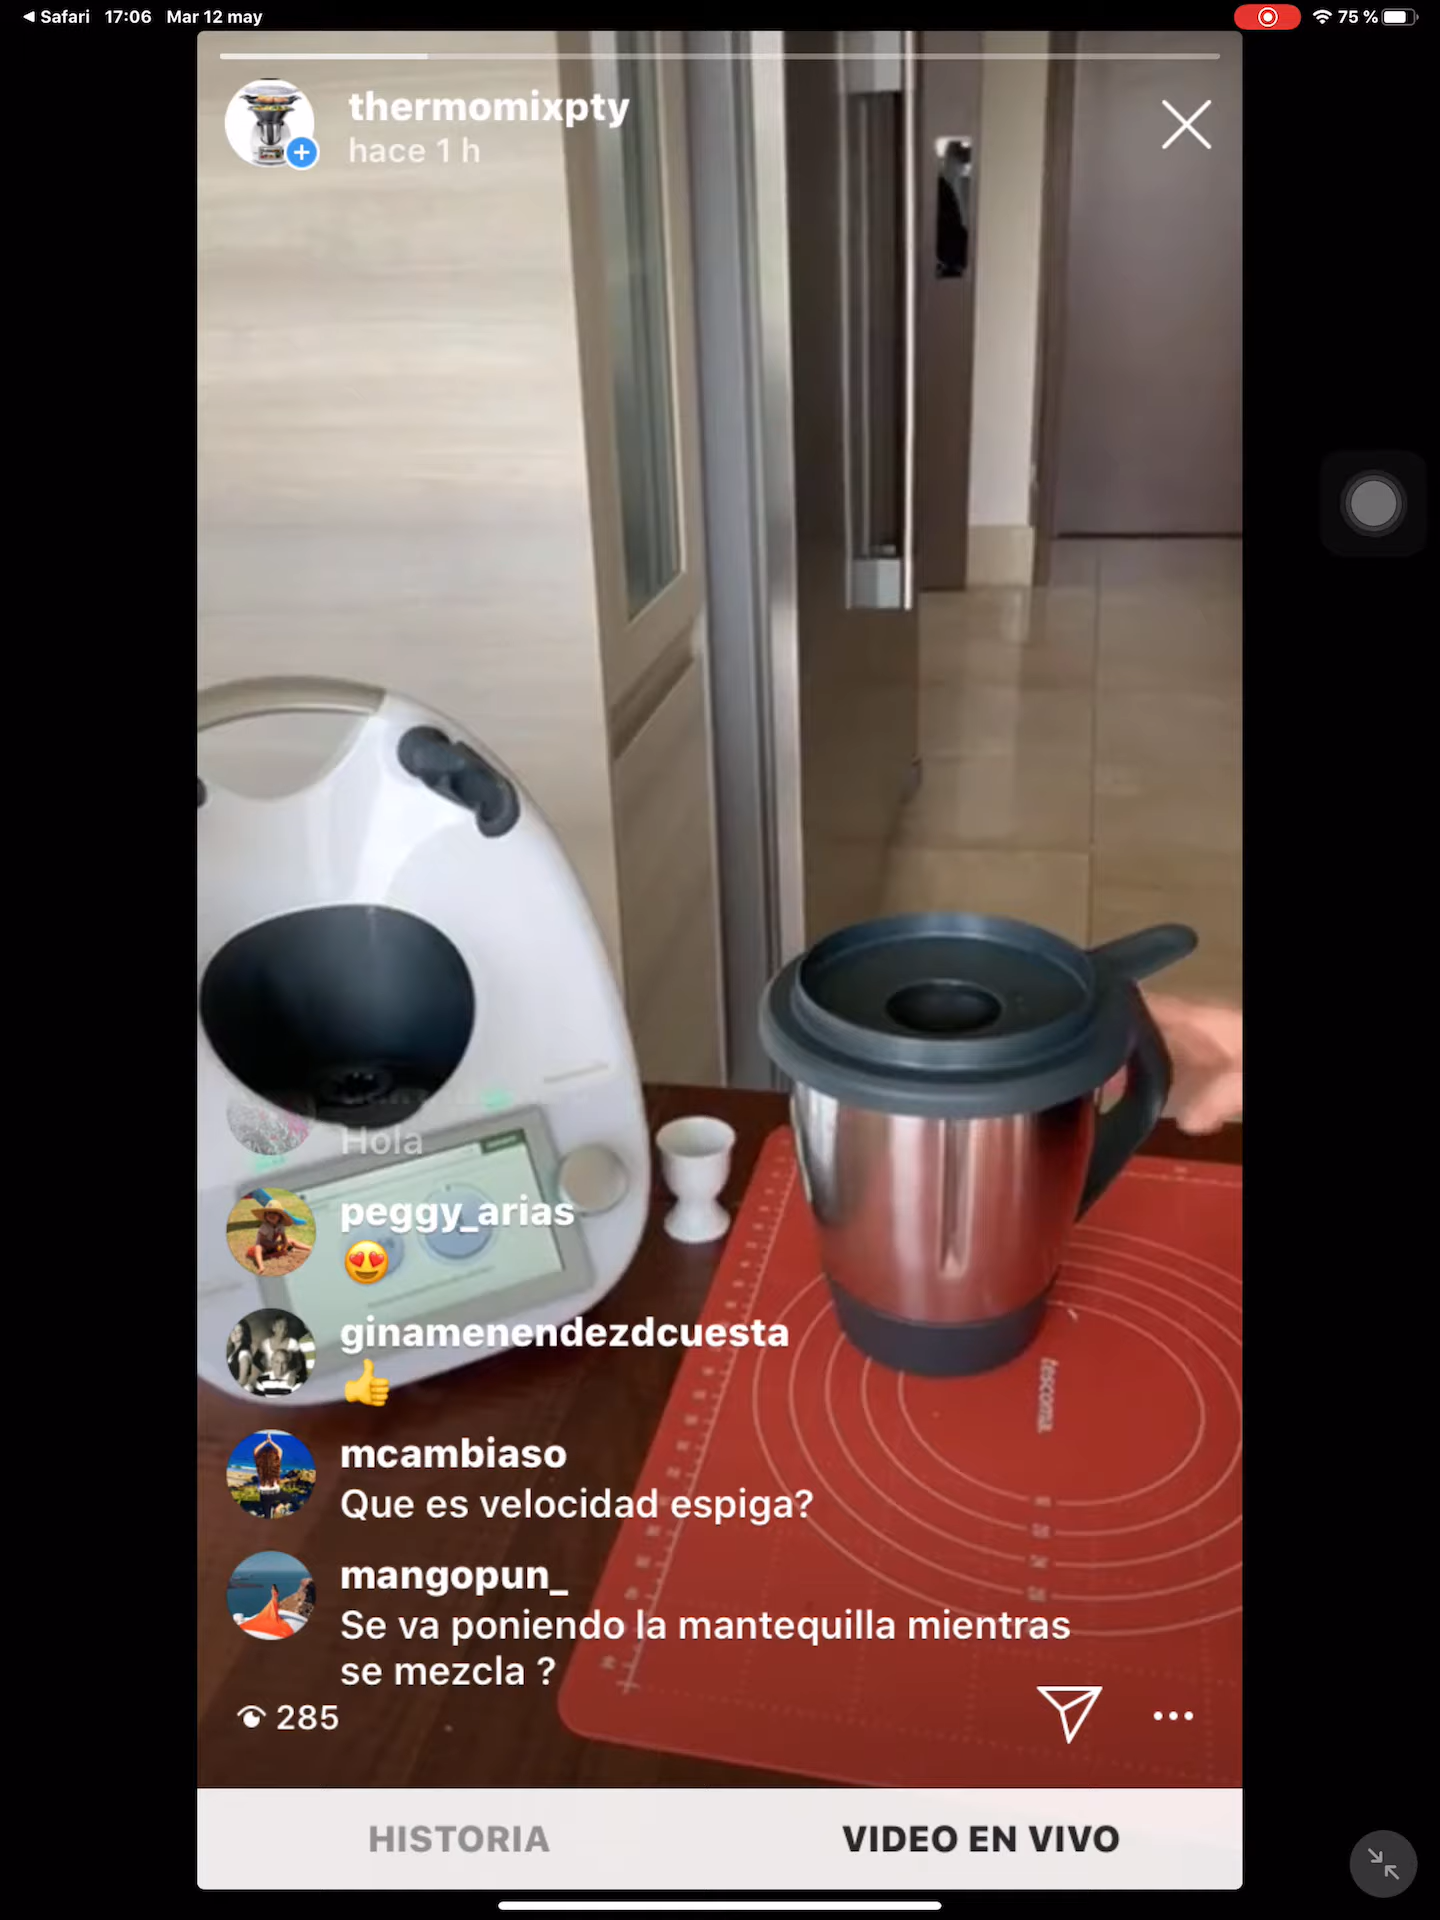 Safari 17:06 Mar 12 may 75 %
thermomixpty
hace 1 h
Hola
peggy_arias
ginamenendezdcuesta
mcambiaso
Que es velocidad espiga?
mangopun_
Se va poniendo la mantequilla mientras
se mezcla ?
285
tescoma
HISTORIA
VIDEO EN VIVO